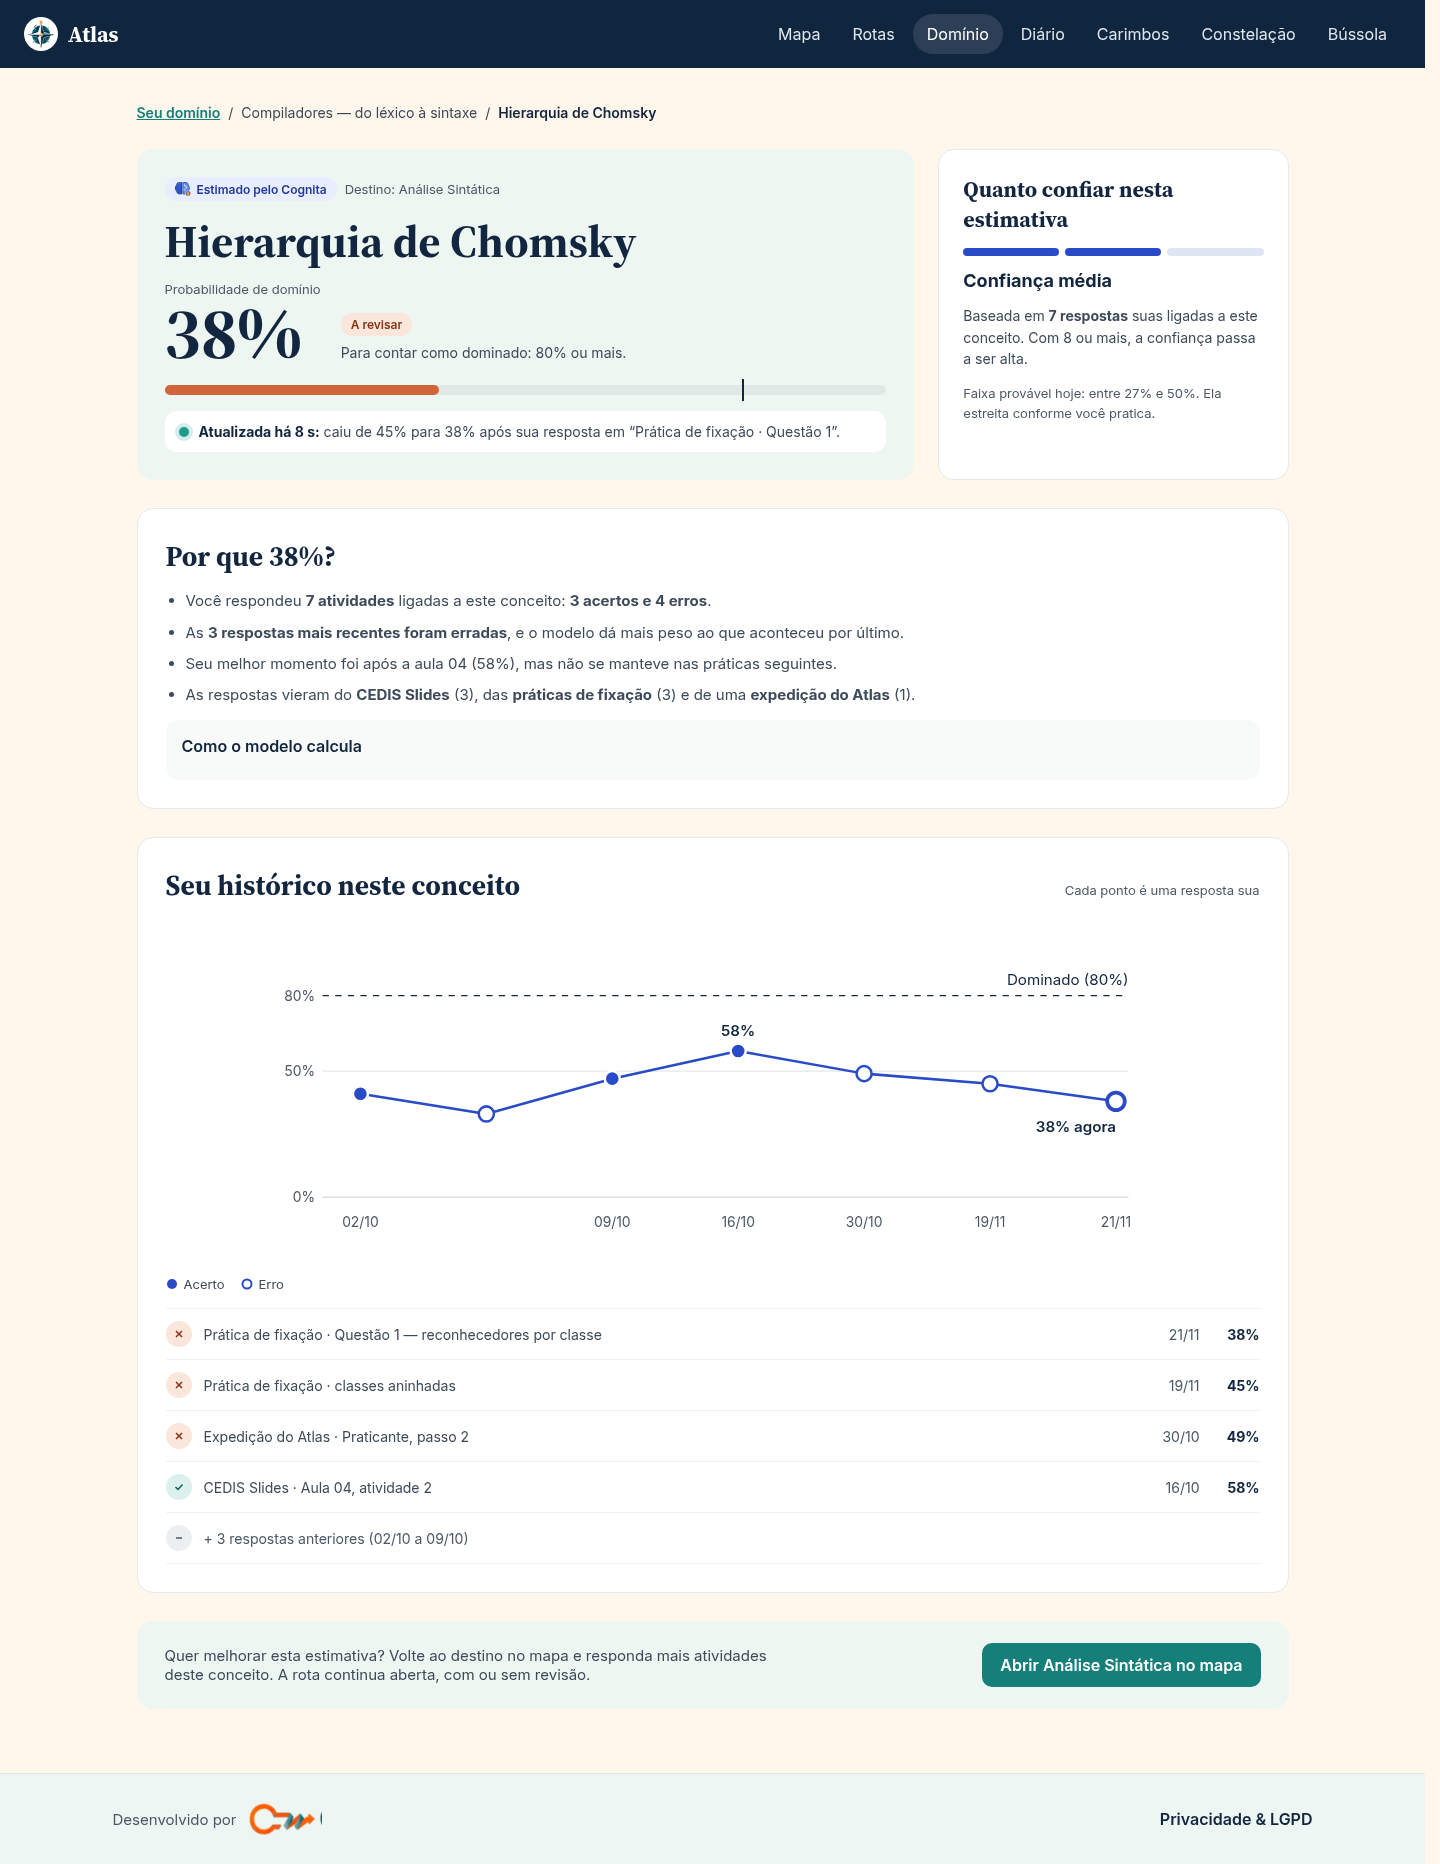 Atlas
Mapa
Rotas
Domínio
Diário
Carimbos
Constelação
Bússola
Seu domínio / Compiladores — do léxico à sintaxe / Hierarquia de Chomsky
Estimado pelo Cognita
Destino: Análise Sintática
Hierarquia de Chomsky
Probabilidade de domínio
38%
A revisar
Para contar como dominado: 80% ou mais.
Atualizada há 8 s: caiu de 45% para 38% após sua resposta em “Prática de fixação · Questão 1”.
Quanto confiar nesta
estimativa
Confiança média
Baseada em 7 respostas suas ligadas a este
conceito. Com 8 ou mais, a confiança passa
a ser alta.
Faixa provável hoje: entre 27% e 50%. Ela
estreita conforme você pratica.
Por que 38%?
• Você respondeu 7 atividades ligadas a este conceito: 3 acertos e 4 erros.
• As 3 respostas mais recentes foram erradas, e o modelo dá mais peso ao que aconteceu por último.
• Seu melhor momento foi após a aula 04 (58%), mas não se manteve nas práticas seguintes.
• As respostas vieram do CEDIS Slides (3), das práticas de fixação (3) e de uma expedição do Atlas (1).
Como o modelo calcula
Seu histórico neste conceito
Cada ponto é uma resposta sua
Dominado (80%)
80%
58%
50%
38% agora
0%
02/10
09/10
16/10
30/10
19/11
21/11
Acerto
Erro
Prática de fixação · Questão 1 — reconhecedores por classe 21/11 38%
Prática de fixação · classes aninhadas 19/11 45%
Expedição do Atlas · Praticante, passo 2 30/10 49%
CEDIS Slides · Aula 04, atividade 2 16/10 58%
+ 3 respostas anteriores (02/10 a 09/10)
Quer melhorar esta estimativa? Volte ao destino no mapa e responda mais atividades
deste conceito. A rota continua aberta, com ou sem revisão.
Abrir Análise Sintática no mapa
Desenvolvido por
Privacidade & LGPD